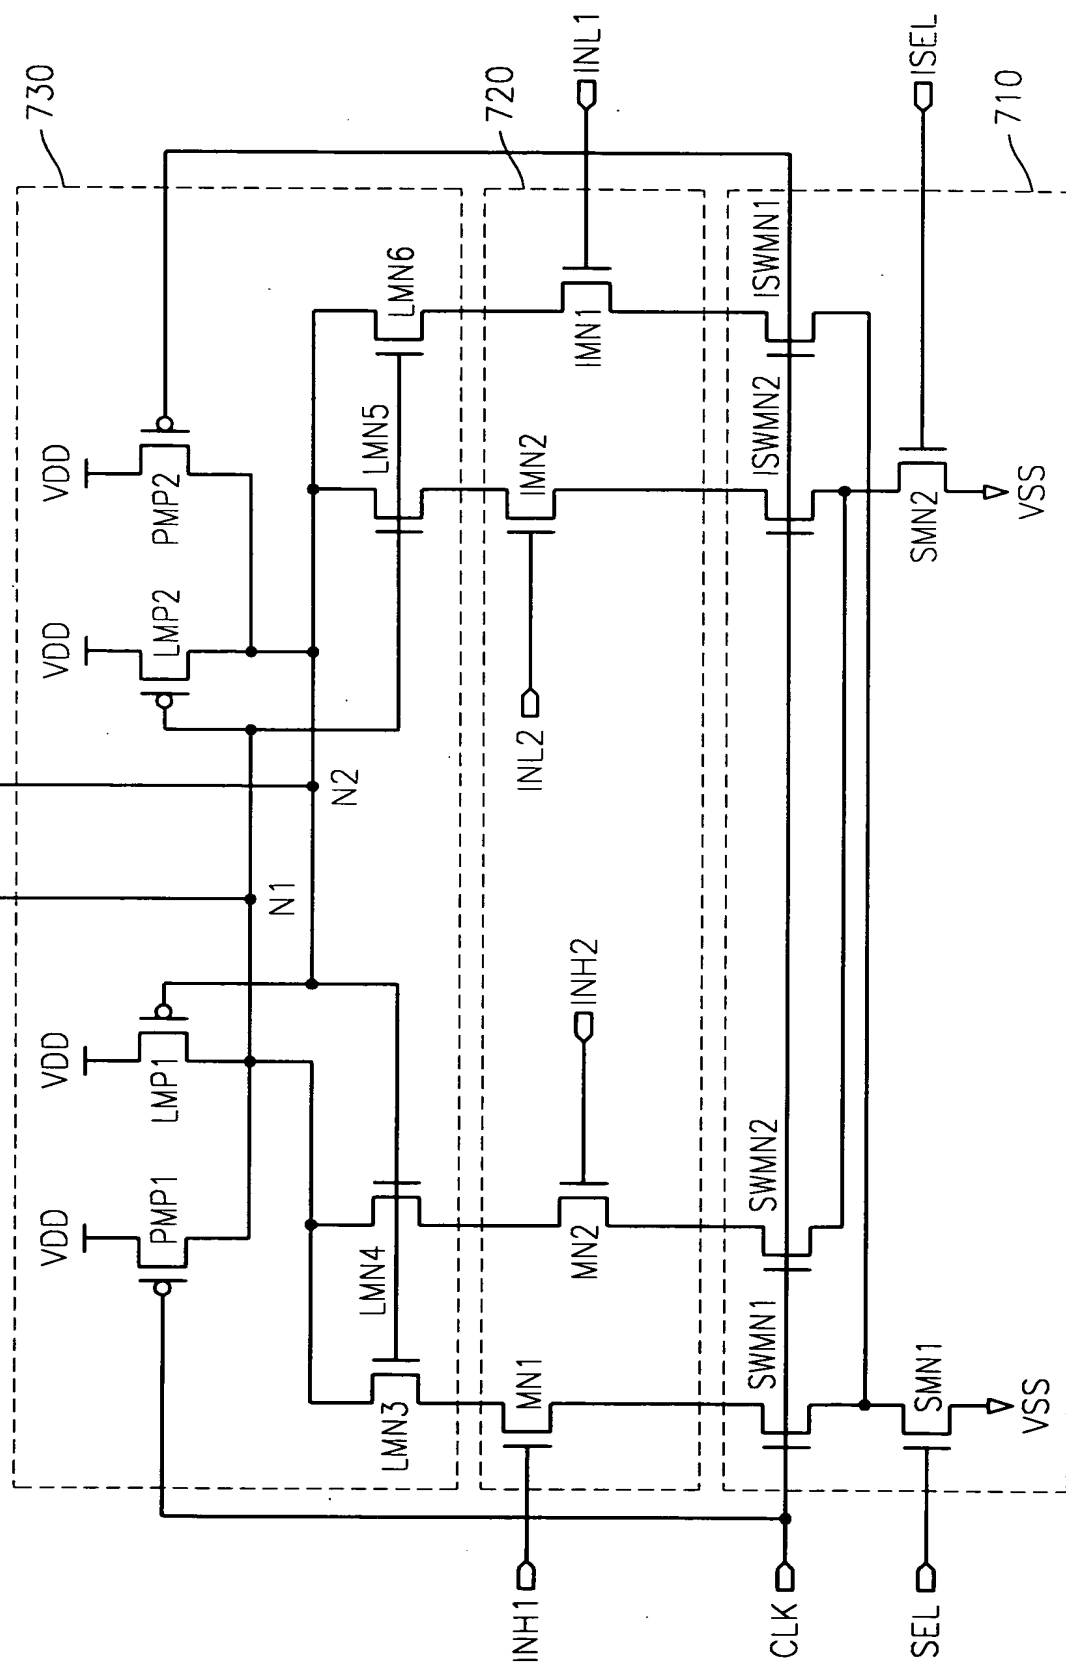 730
720
710
INL1
ISEL
VDD
VDD
VDD
VDD
PMP2
LMP2
LMP1
PMP1
LMN6
LMN5
LMN4
LMN3
N2
N1
IMN1
IMN2
INL2
INH2
MN2
MN1
ISWMN1
ISWMN2
SWMN2
SWMN1
SMN2
VSS
SMN1
VSS
INH1
CLK
SEL